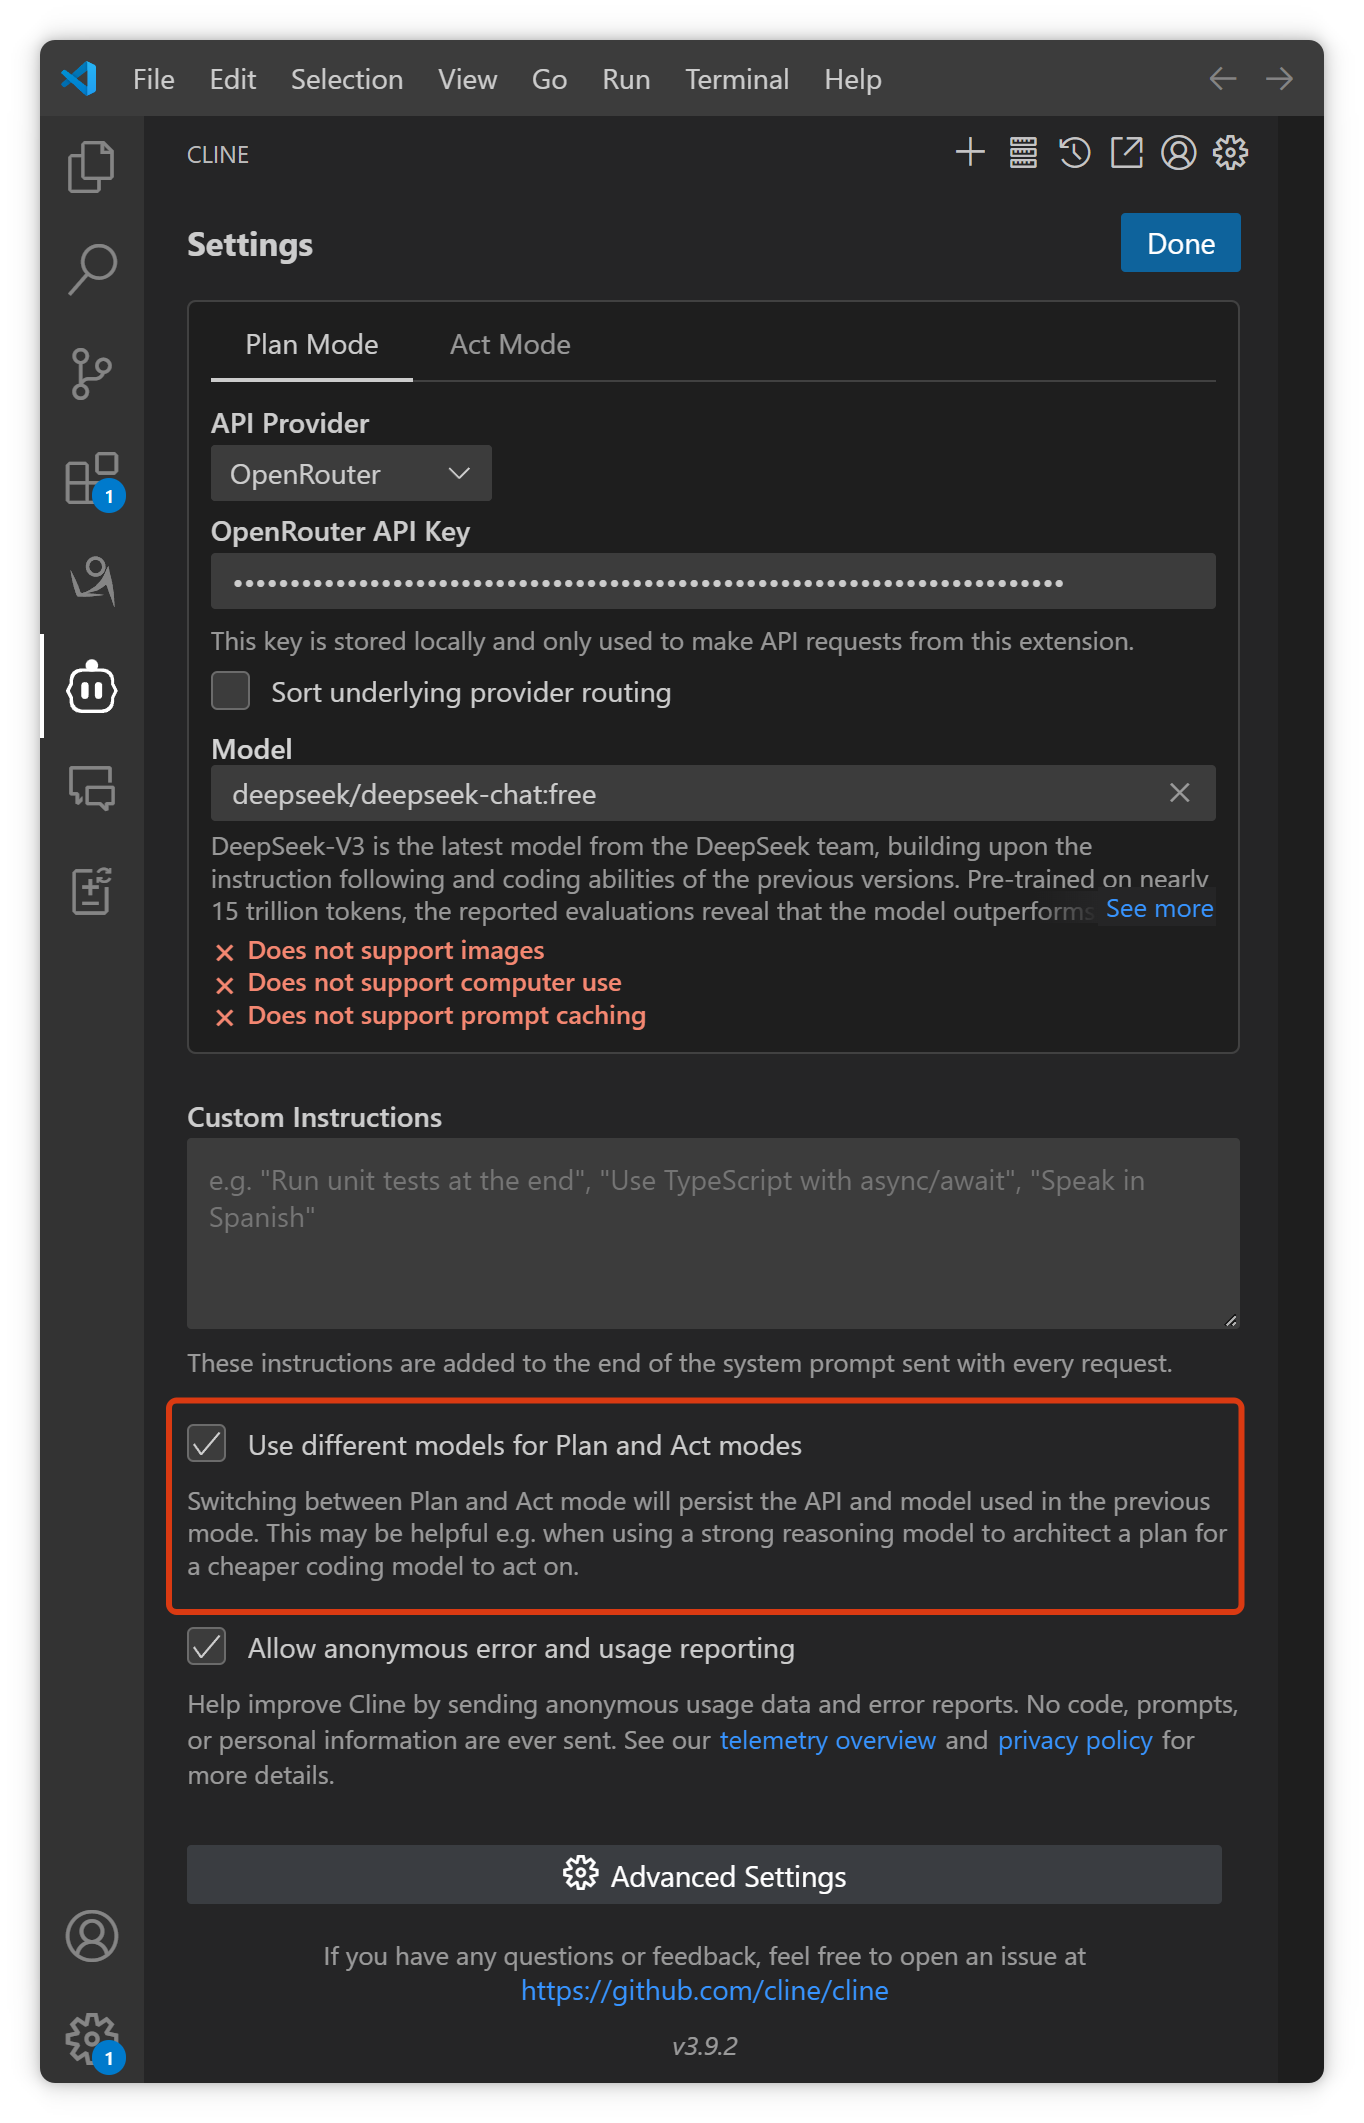 File Edit Selection View Go Run Terminal Help
CLINE
Settings
Done
Plan Mode Act Mode
API Provider
OpenRouter
OpenRouter API Key
••••••••••••••••••••••••••••••••••••••••••••••••••••••••••••••••••••••••••
This key is stored locally and only used to make API requests from this extension.
Sort underlying provider routing
Model
deepseek/deepseek-chat:free
DeepSeek-V3 is the latest model from the DeepSeek team, building upon the
instruction following and coding abilities of the previous versions. Pre-trained on nearly
15 trillion tokens, the reported evaluations reveal that the model outperforms See more
Does not support images
Does not support computer use
Does not support prompt caching
Custom Instructions
e.g. "Run unit tests at the end", "Use TypeScript with async/await", "Speak in
Spanish"
These instructions are added to the end of the system prompt sent with every request.
Use different models for Plan and Act modes
Switching between Plan and Act mode will persist the API and model used in the previous
mode. This may be helpful e.g. when using a strong reasoning model to architect a plan for
a cheaper coding model to act on.
Allow anonymous error and usage reporting
Help improve Cline by sending anonymous usage data and error reports. No code, prompts,
or personal information are ever sent. See our telemetry overview and privacy policy for
more details.
Advanced Settings
If you have any questions or feedback, feel free to open an issue at
https://github.com/cline/cline
v3.9.2
1
1